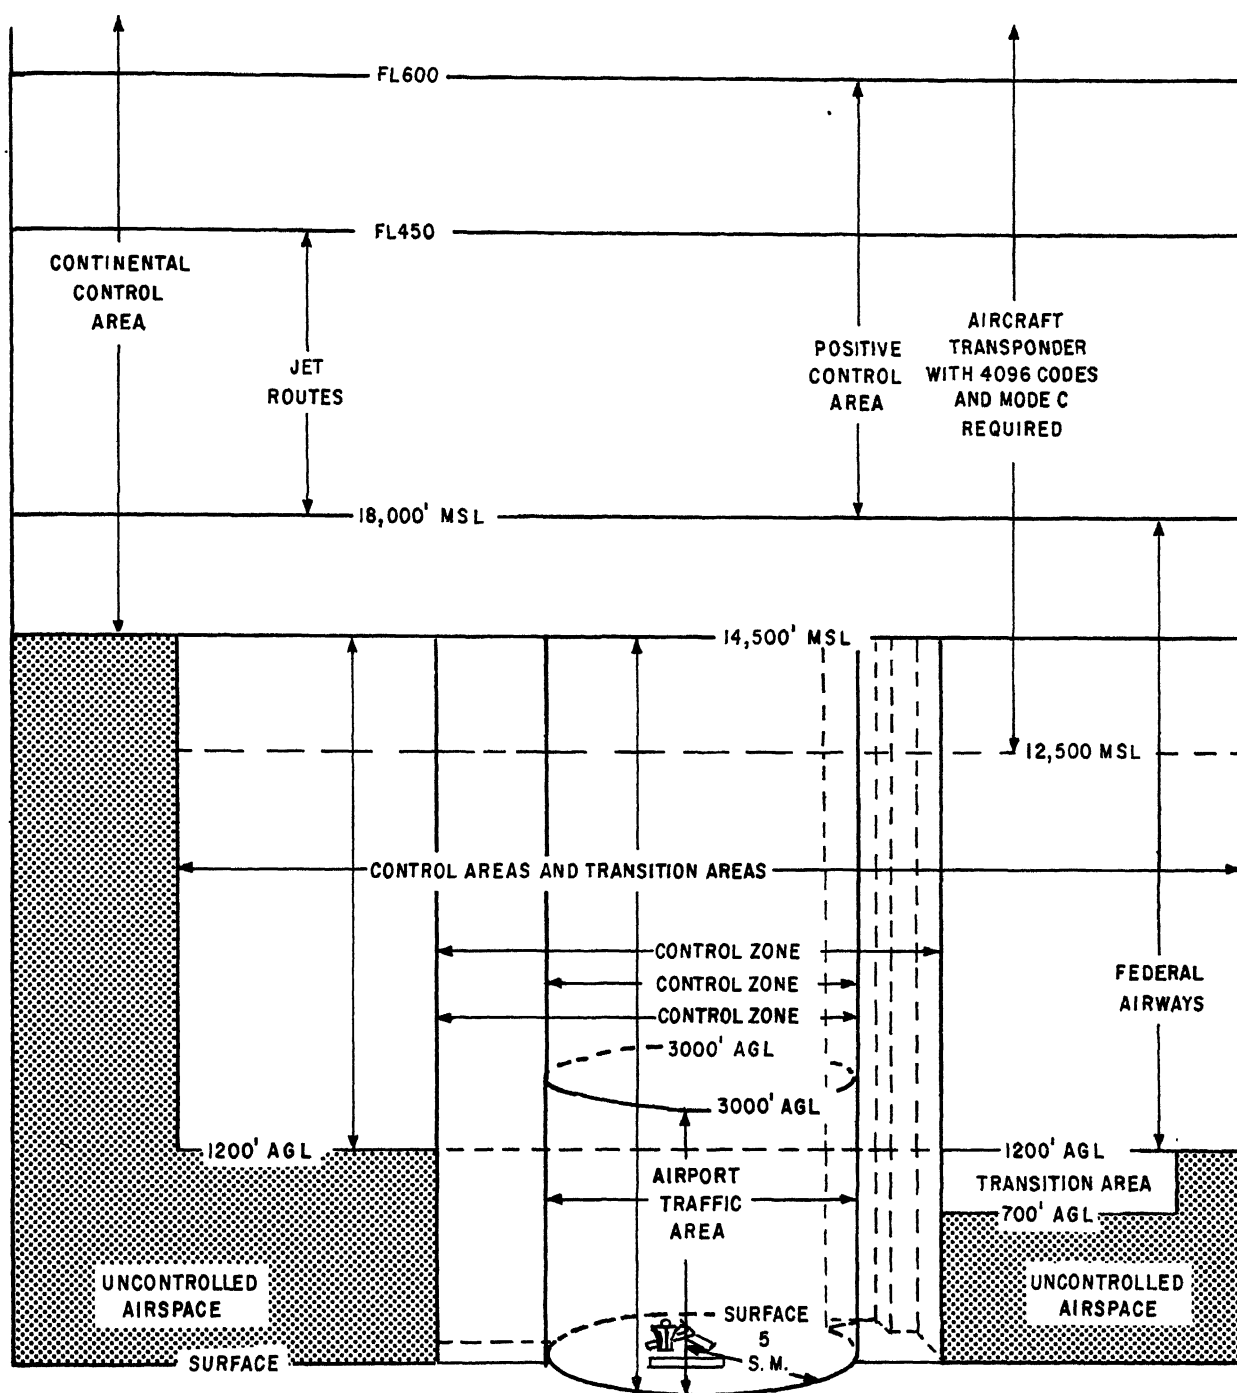 FL600
FL450
CONTINENTAL
CONTROL
AREA
JET
ROUTES
POSITIVE
CONTROL
AREA
AIRCRAFT
TRANSPONDER
WITH 4096 CODES
AND MODE C
REQUIRED
18,000' MSL
14,500' MSL
12,500 MSL
CONTROL AREAS AND TRANSITION AREAS
CONTROL ZONE
CONTROL ZONE
CONTROL ZONE
FEDERAL
AIRWAYS
3000' AGL
3000' AGL
1200' AGL
1200' AGL
AIRPORT
TRAFFIC
AREA
TRANSITION AREA
700' AGL
UNCONTROLLED
AIRSPACE
UNCONTROLLED
AIRSPACE
SURFACE
5
S.M.
SURFACE